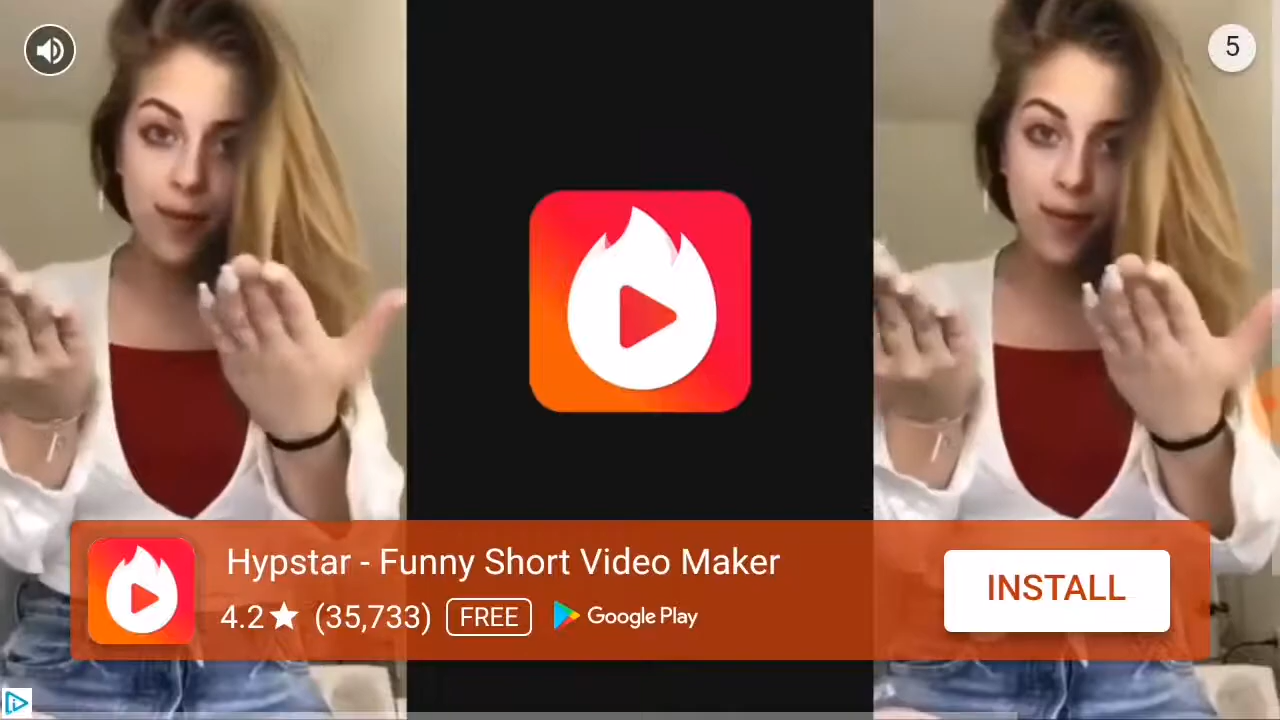 5
Hypstar - Funny Short Video Maker
4.2★ (35,733) FREE Google Play
INSTALL